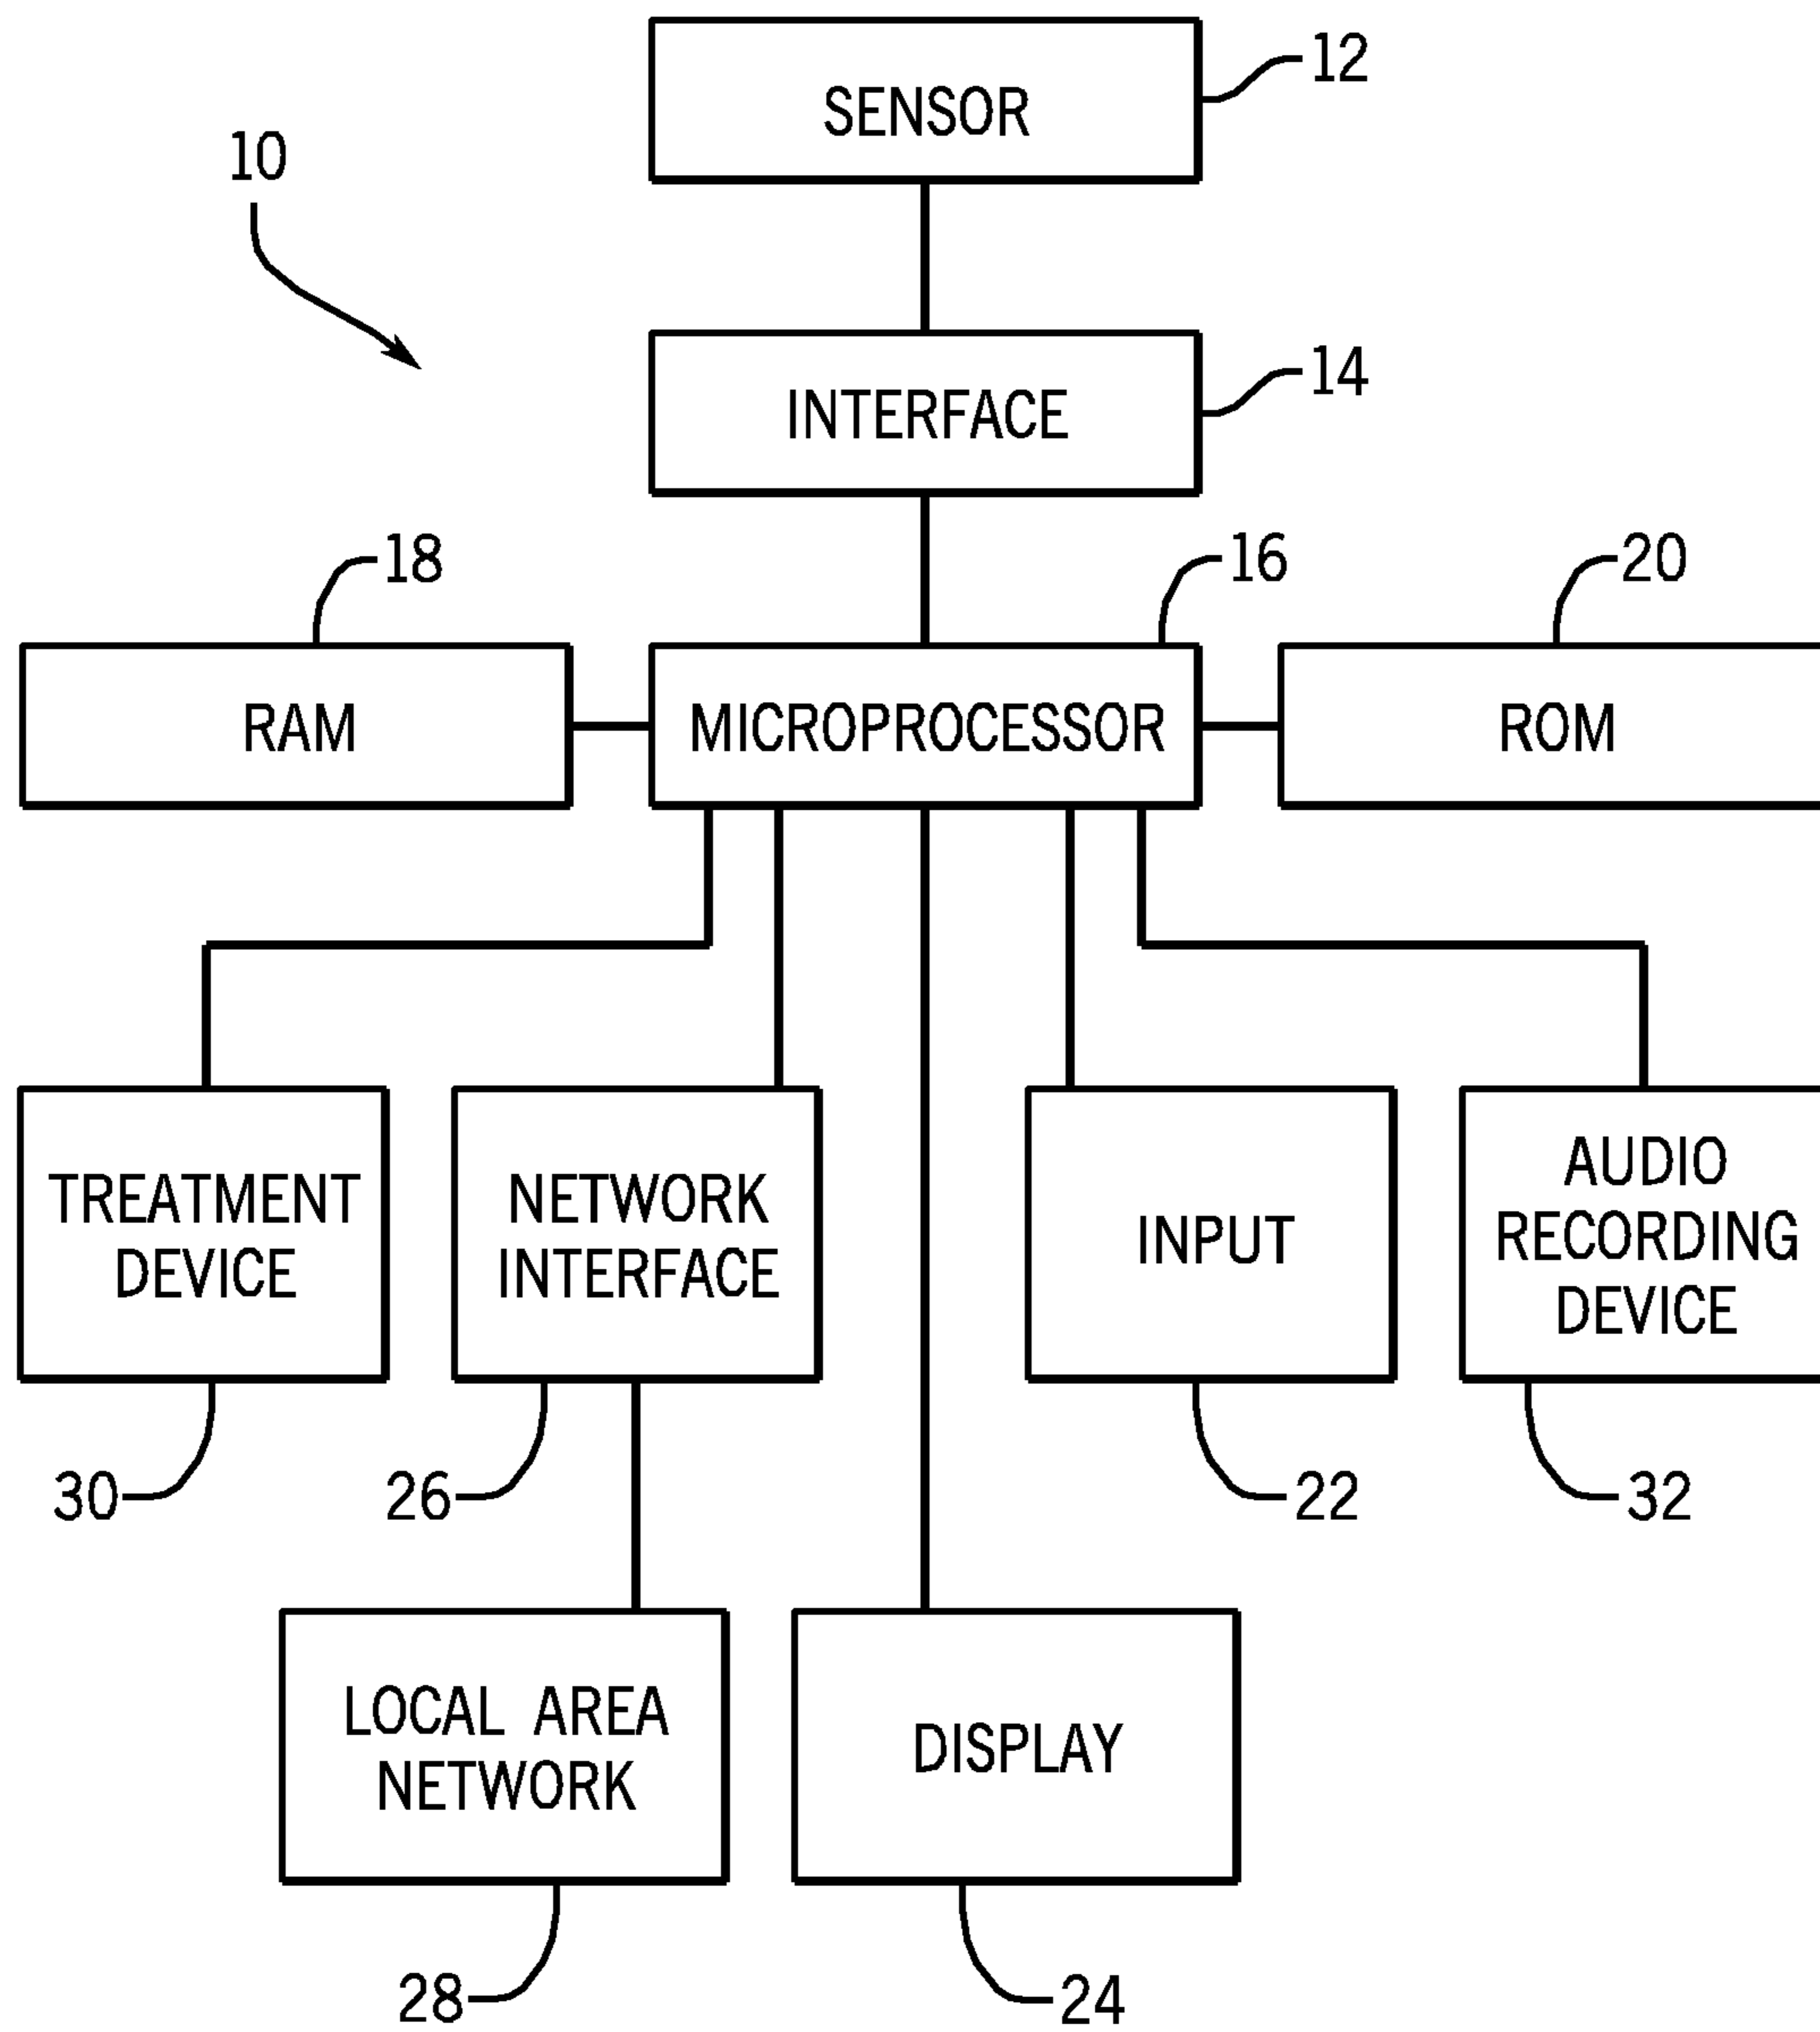 12
SENSOR
10
14
INTERFACE
18
16
20
RAM
MICROPROCESSOR
ROM
TREATMENT
DEVICE
NETWORK
INTERFACE
INPUT
AUDIO
RECORDING
DEVICE
30
26
22
32
LOCAL AREA
NETWORK
DISPLAY
28
24